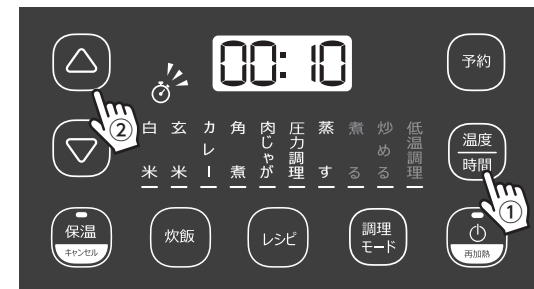 00:10
予約
②
白米
玄米
カレー
角煮
肉じゃが
圧力調理
蒸す
煮る
炒める
低温調理
温度
時間
①
保温
キャンセル
炊飯
レシピ
調理
モード
再加熱